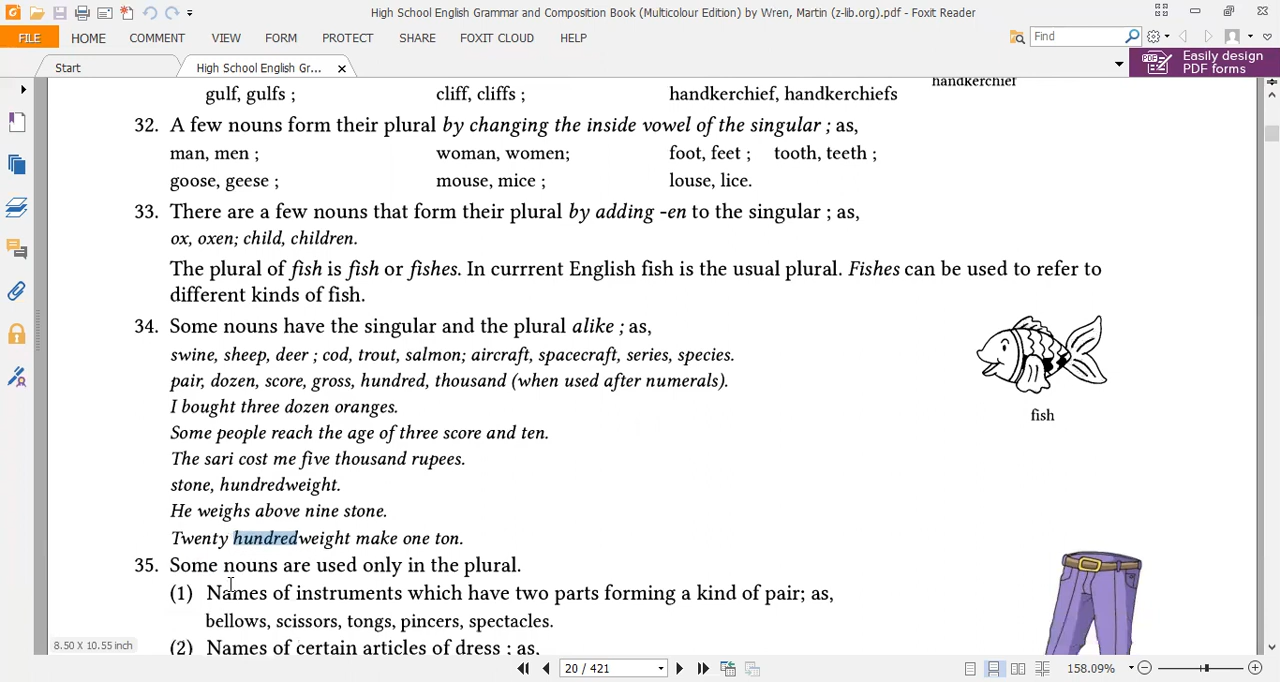 High School English Grammar and Composition Book (Multicolour Edition) by Wren, Martin (z-lib.org).pdf - Foxit Reader
FILE HOME COMMENT VIEW FORM PROTECT SHARE FOXIT CLOUD HELP Find
Start High School English Gr... Easily design
PDF forms
handkerchief
gulf, gulfs ; cliff, cliffs ; handkerchief, handkerchiefs
32. A few nouns form their plural by changing the inside vowel of the singular ; as,
man, men ; woman, women; foot, feet ; tooth, teeth ;
goose, geese ; mouse, mice ; louse, lice.
33. There are a few nouns that form their plural by adding -en to the singular ; as,
ox, oxen; child, children.
The plural of fish is fish or fishes. In currrent English fish is the usual plural. Fishes can be used to refer to
different kinds of fish.
34. Some nouns have the singular and the plural alike ; as,
swine, sheep, deer ; cod, trout, salmon; aircraft, spacecraft, series, species.
pair, dozen, score, gross, hundred, thousand (when used after numerals).
I bought three dozen oranges.
fish
Some people reach the age of three score and ten.
The sari cost me five thousand rupees.
stone, hundredweight.
He weighs above nine stone.
Twenty hundredweight make one ton.
35. Some nouns are used only in the plural.
(1) Names of instruments which have two parts forming a kind of pair; as,
bellows, scissors, tongs, pincers, spectacles.
(2) Names of certain articles of dress ; as,
8.50 X 10.55 inch
20 / 421 158.09%